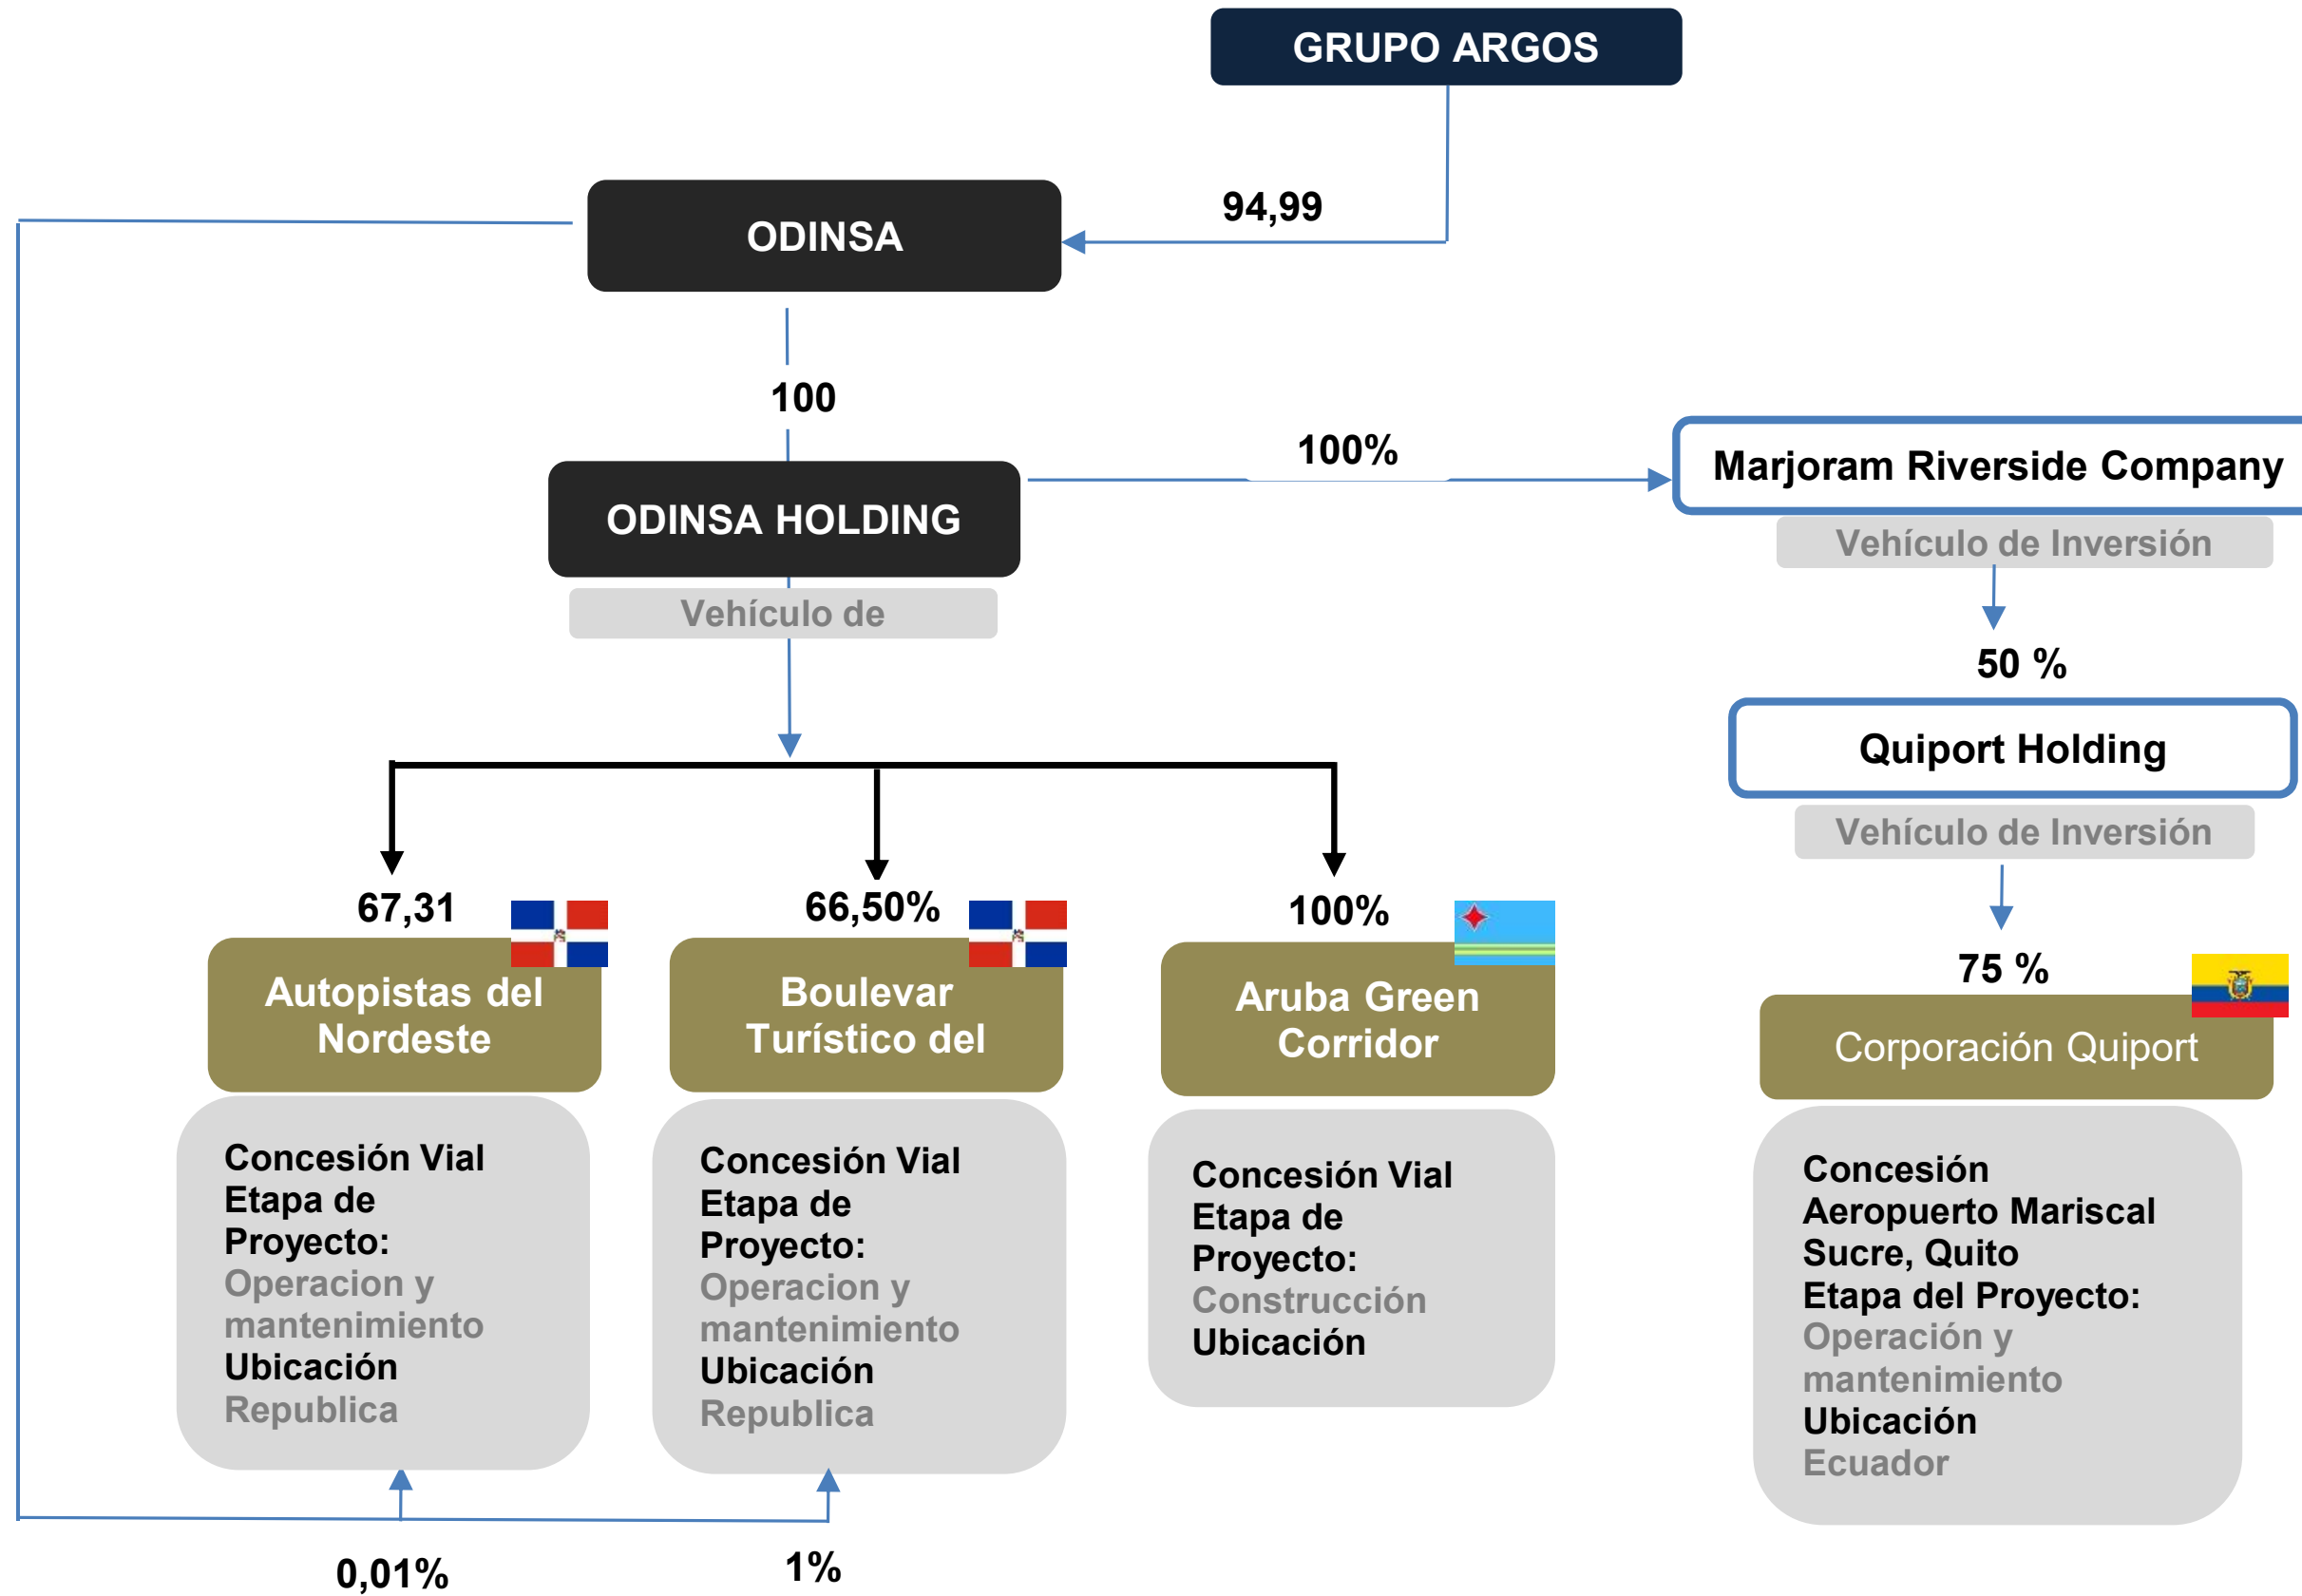 GRUPO ARGOS
94,99
ODINSA
100
100%
Marjoram Riverside Company
ODINSA HOLDING
Vehículo de Inversión
Vehículo de
50 %
Quiport Holding
Vehículo de Inversión
67,31
66,50%
100%
75 %
Autopistas del
Nordeste
Boulevar
Turístico del
Aruba Green
Corridor
Corporación Quiport
Concesión Vial
Etapa de
Proyecto:
Operacion y
mantenimiento
Ubicación
Republica
Concesión Vial
Etapa de
Proyecto:
Operacion y
mantenimiento
Ubicación
Republica
Concesión Vial
Etapa de
Proyecto:
Construcción
Ubicación
Concesión
Aeropuerto Mariscal
Sucre, Quito
Etapa del Proyecto:
Operación y
mantenimiento
Ubicación
Ecuador
0,01%
1%